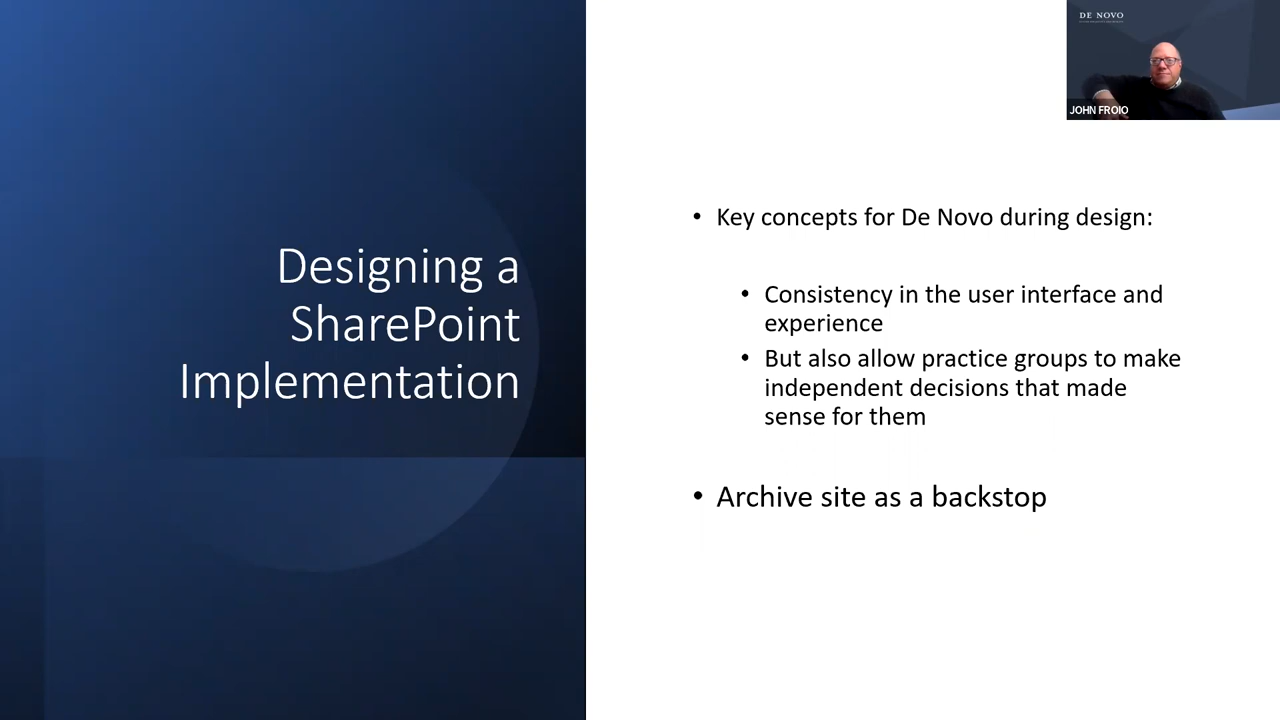 Designing a
SharePoint
Implementation
• Key concepts for De Novo during design:
• Consistency in the user interface and
experience
• But also allow practice groups to make
independent decisions that made
sense for them
• Archive site as a backstop
DE NOVO
JOHN FROIO